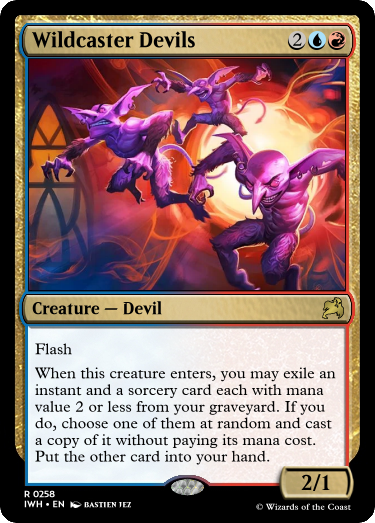 Wildcaster Devils 2
Creature — Devil
Flash
When this creature enters, you may exile an
instant and a sorcery card each with mana
value 2 or less from your graveyard. If you
do, choose one of them at random and cast
a copy of it without paying its mana cost.
Put the other card into your hand.
2/1
R 0258
IWH • EN BASTIEN JEZ
© Wizards of the Coast